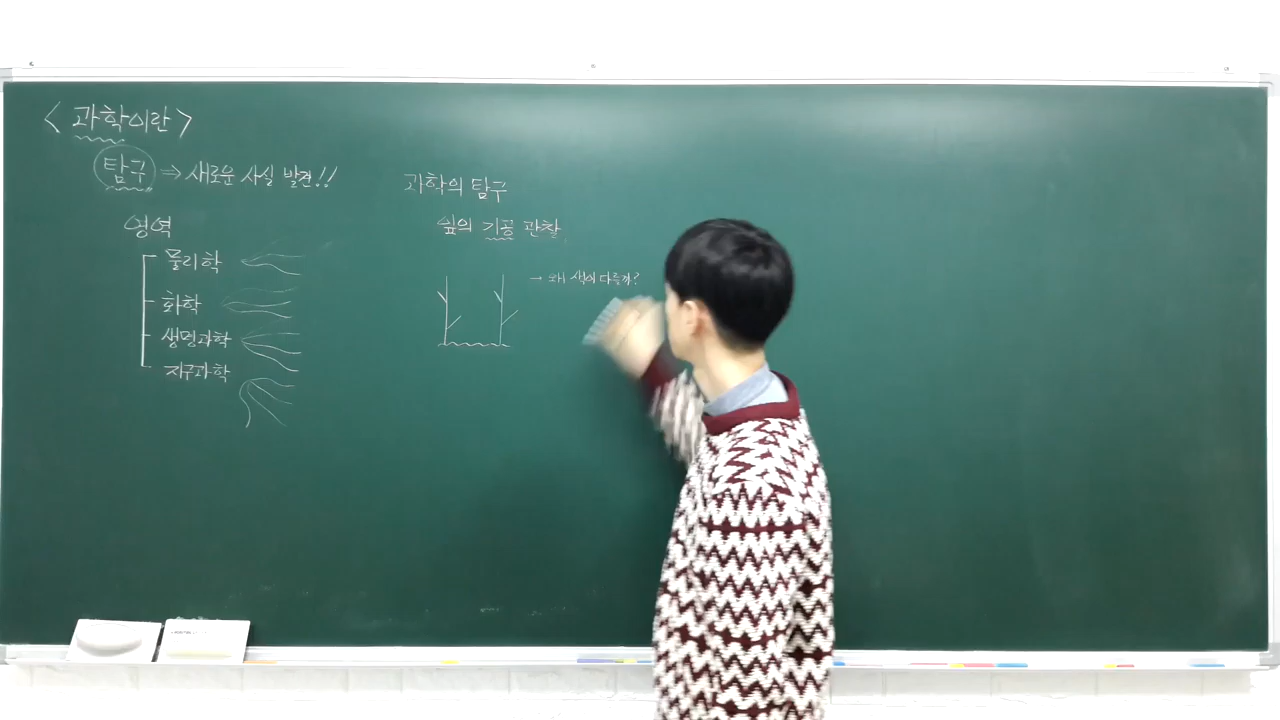 <과학이란>
탐구 ⇒ 새로운 사실 발견!!
영역
물리학
화학
생명과학
지구과학
과학의 탐구
잎의 기공 관찰
→ 왜 색이 다를까?